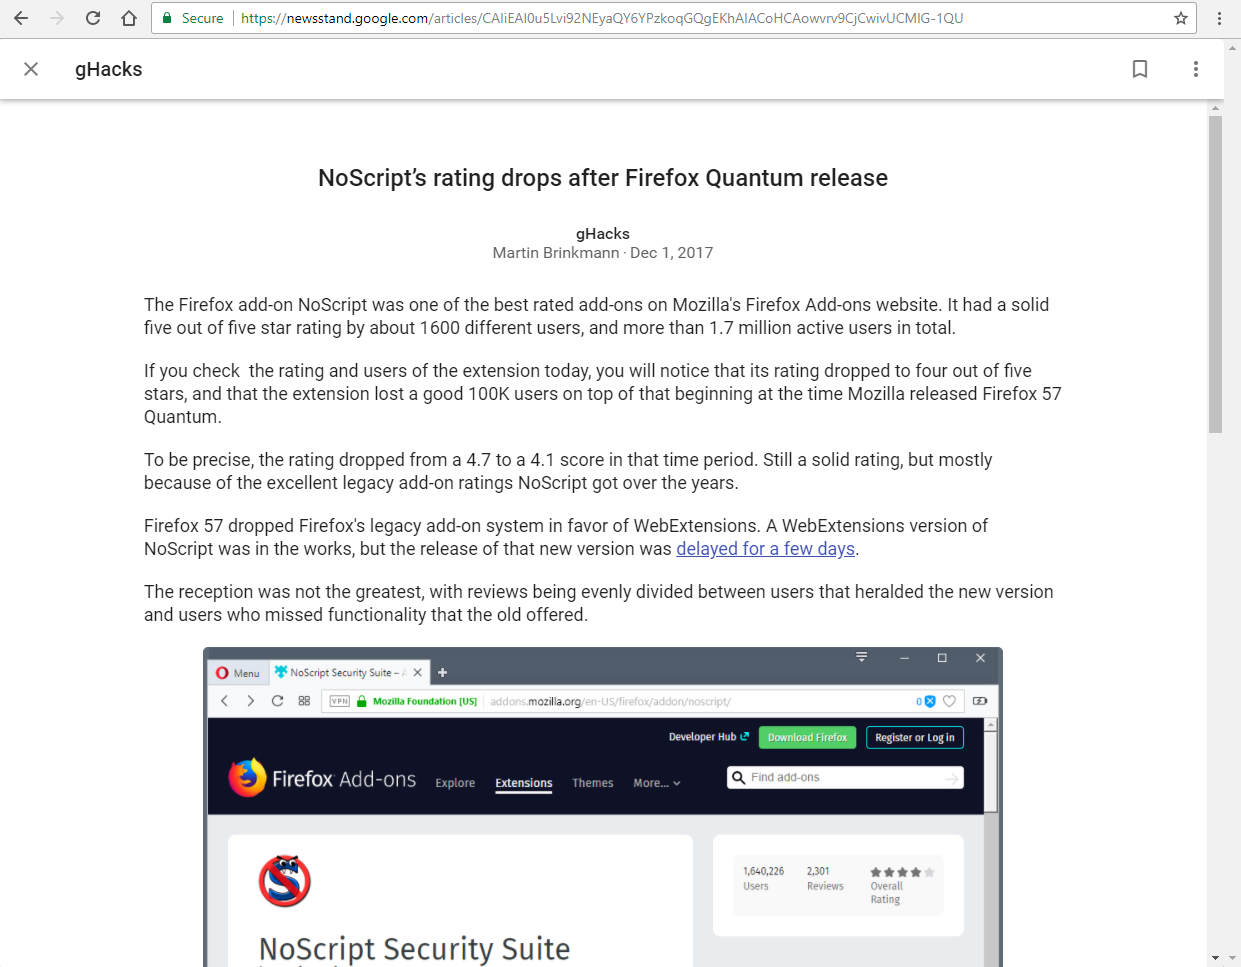 Secure https://newsstand.google.com/articles/CAIiEAI0u5Lvi92NEyaQY6YPzkoqGQgEKhAIACoHCAowvrv9CjCwivUCMIG-1QU
gHacks
NoScript’s rating drops after Firefox Quantum release
gHacks
Martin Brinkmann · Dec 1, 2017
The Firefox add-on NoScript was one of the best rated add-ons on Mozilla's Firefox Add-ons website. It had a solid
five out of five star rating by about 1600 different users, and more than 1.7 million active users in total.
If you check the rating and users of the extension today, you will notice that its rating dropped to four out of five
stars, and that the extension lost a good 100K users on top of that beginning at the time Mozilla released Firefox 57
Quantum.
To be precise, the rating dropped from a 4.7 to a 4.1 score in that time period. Still a solid rating, but mostly
because of the excellent legacy add-on ratings NoScript got over the years.
Firefox 57 dropped Firefox's legacy add-on system in favor of WebExtensions. A WebExtensions version of
NoScript was in the works, but the release of that new version was delayed for a few days.
The reception was not the greatest, with reviews being evenly divided between users that heralded the new version
and users who missed functionality that the old offered.
Menu NoScript Security Suite –
VPN Mozilla Foundation [US] addons.mozilla.org/en-US/firefox/addon/noscript/ 0
Developer Hub Download Firefox Register or Log in
Firefox Add-ons Explore Extensions Themes More... Find add-ons
1,640,226 2,301
Users Reviews Overall
Rating
NoScript Security Suite